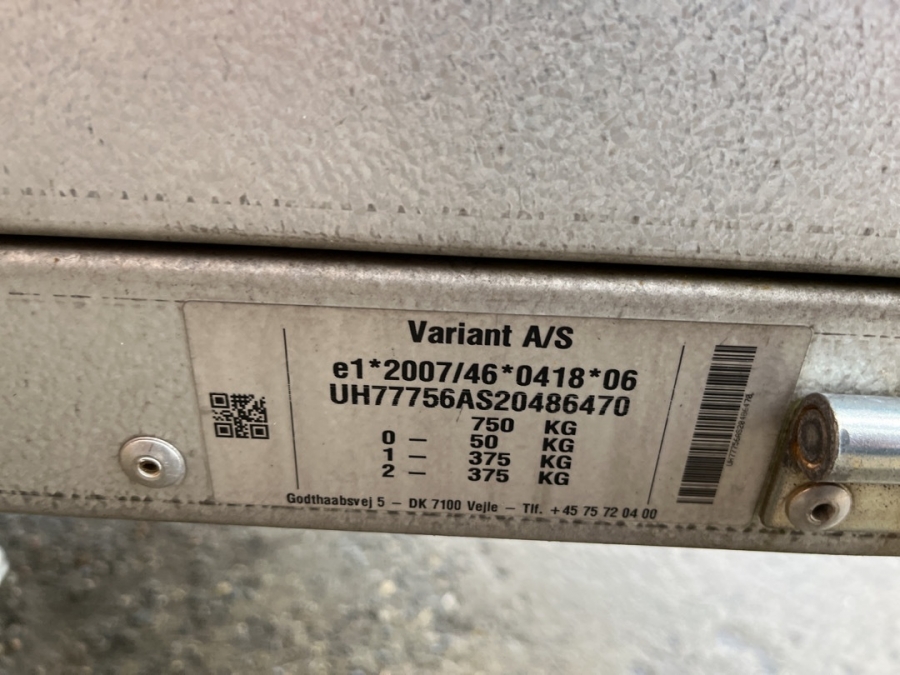 Variant A/S
e1*2007/46*0418*06
UH77756AS20486470
750 KG
0 – 50 KG
1 – 375 KG
2 – 375 KG
Godthaabsvej 5 – DK 7100 Vejle – Tlf. +45 75 72 04 00
UH77756AS20486470